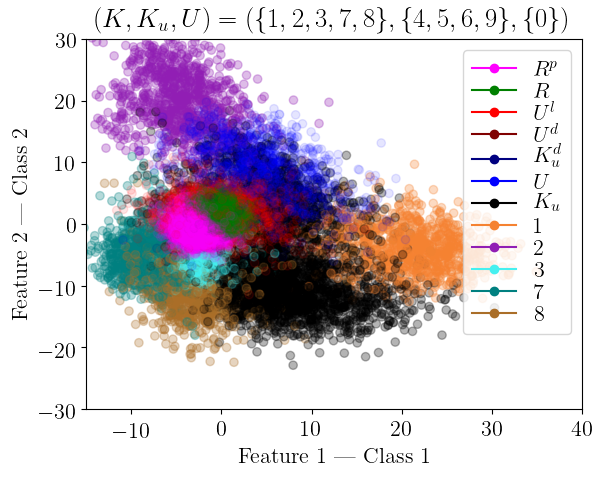 (K, K_u, U) = ({1, 2, 3, 7, 8}, {4, 5, 6, 9}, {0})
30
20
10
0
−10
−20
−30
−10
0
10
20
30
40
Feature 2 — Class 2
Feature 1 — Class 1
R^p
R
U^l
U^d
K_u^d
U
K_u
1
2
3
7
8